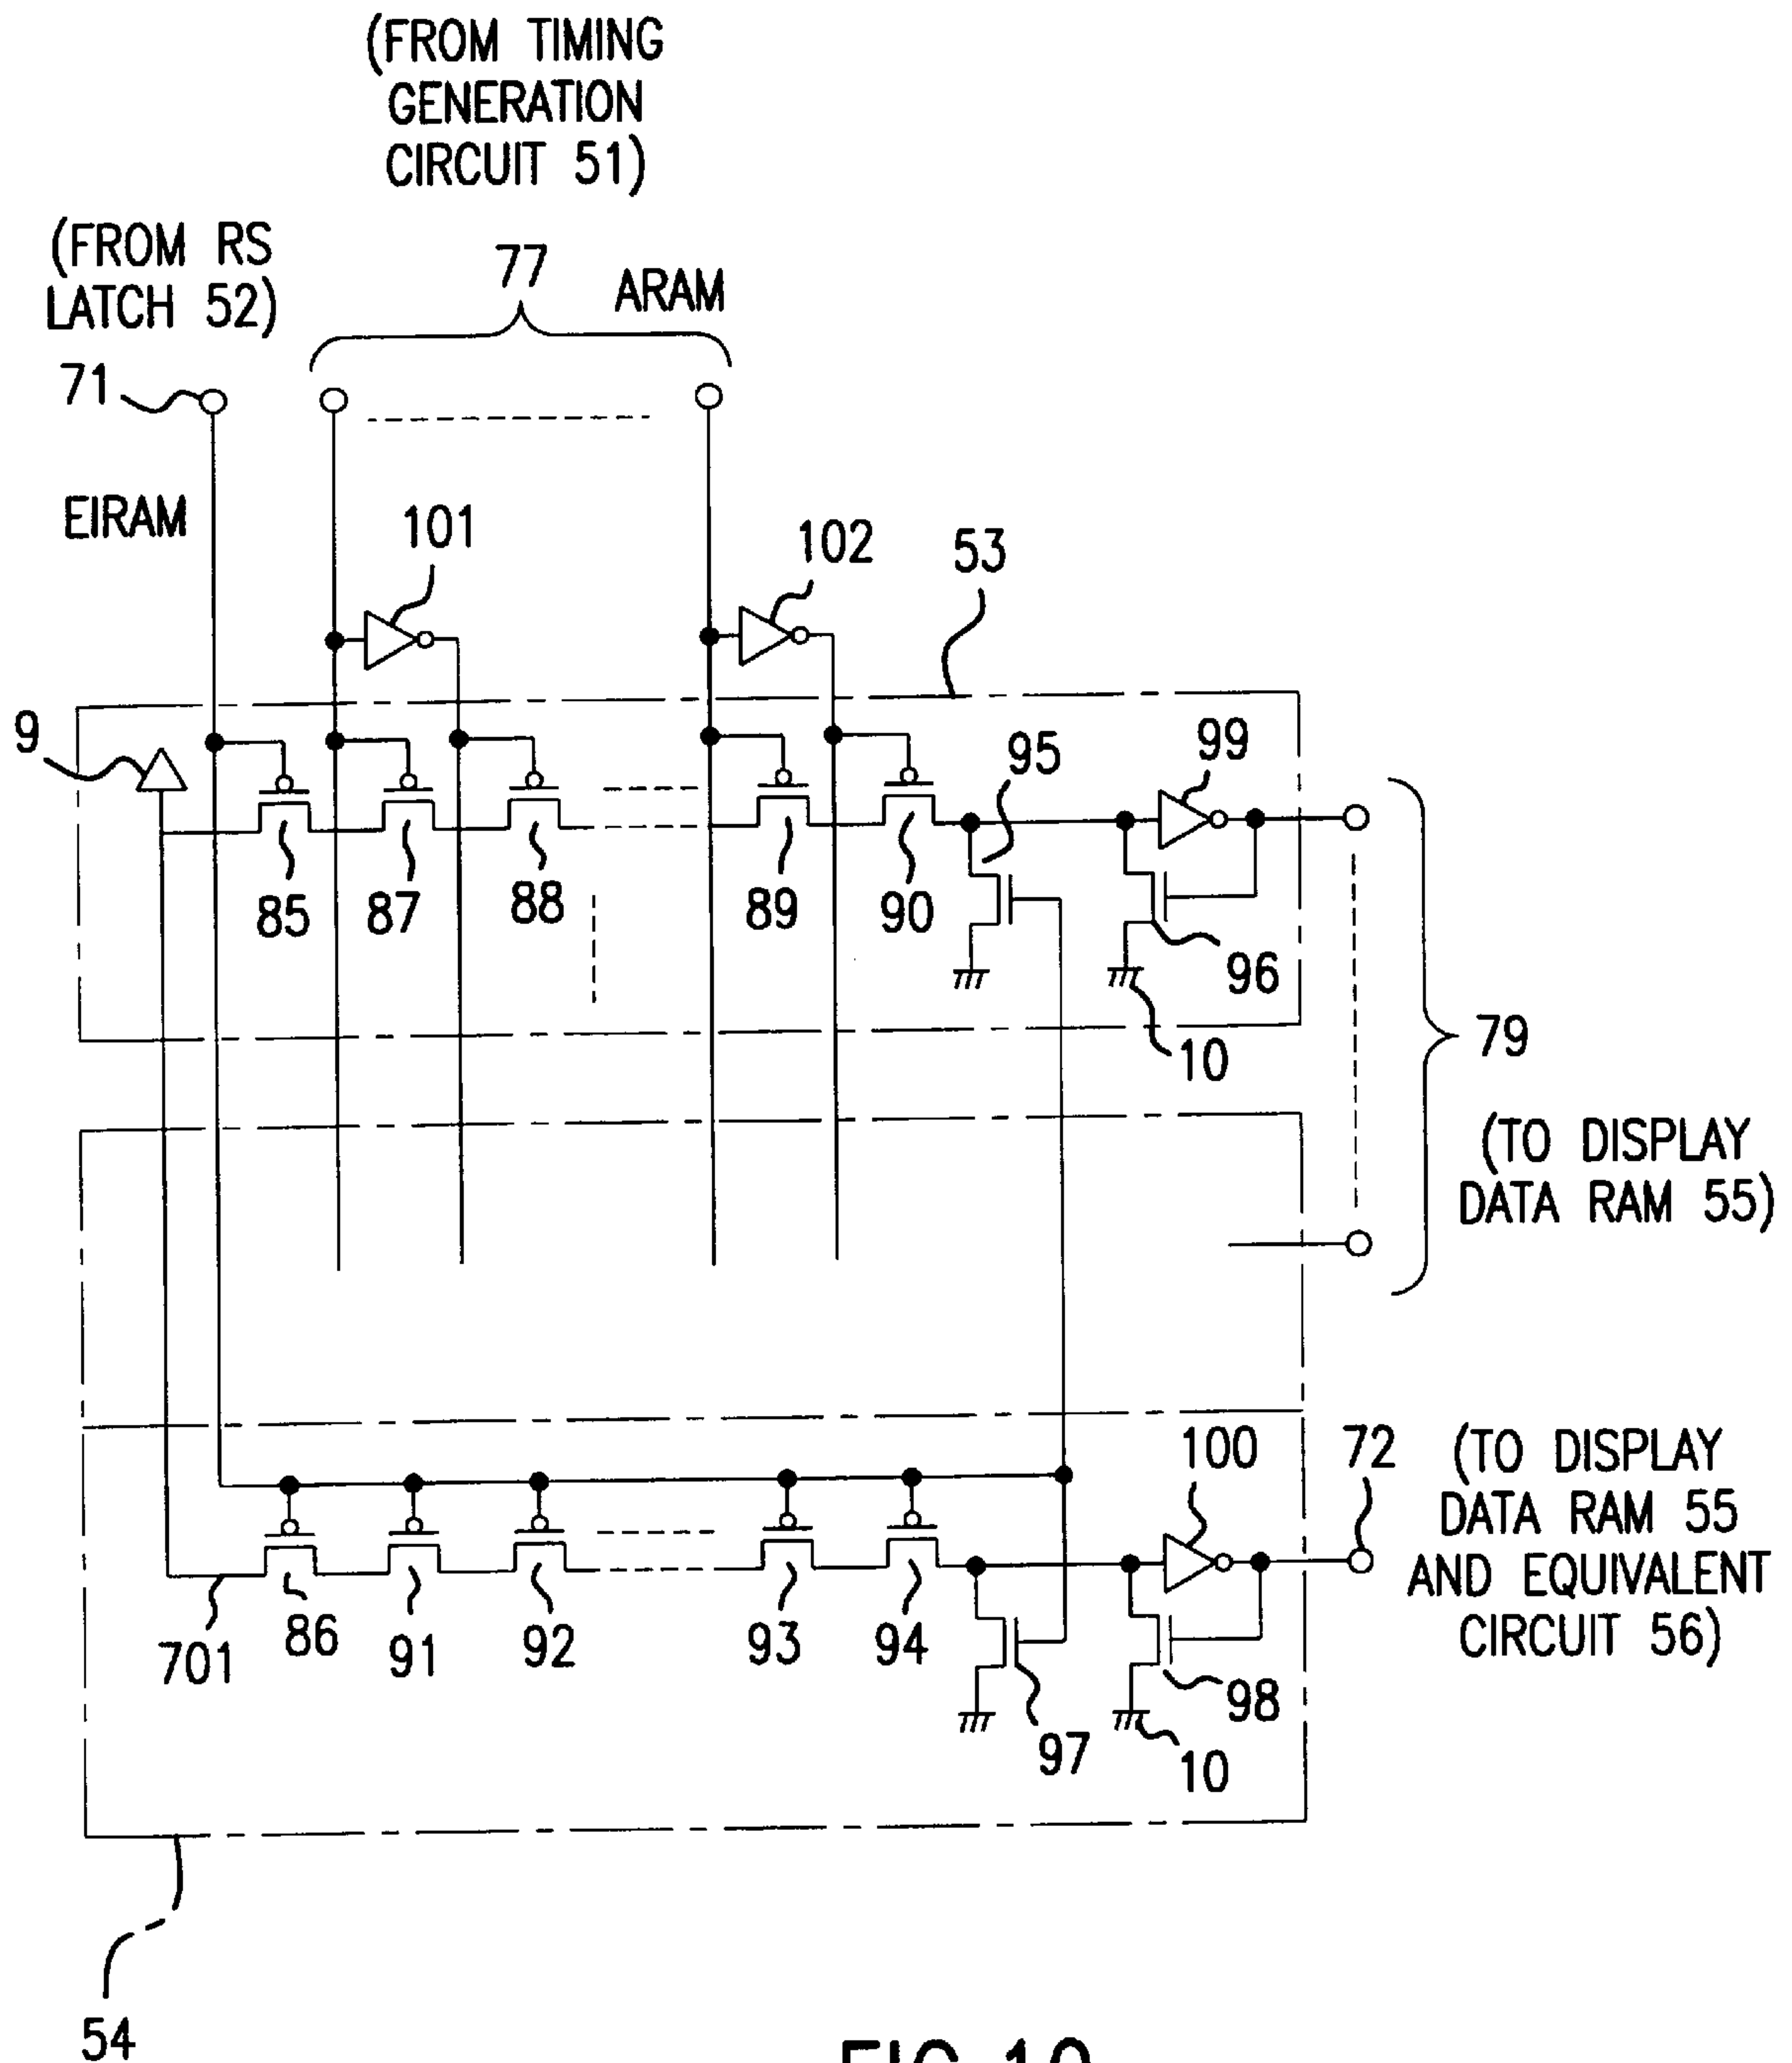 (FROM TIMING
GENERATION
CIRCUIT 51)
(FROM RS
LATCH 52)
77
ARAM
71
EIRAM
101
102
53
9
95
99
85
87
88
89
90
96
10
79
(TO DISPLAY
DATA RAM 55)
100
72
(TO DISPLAY
DATA RAM 55
AND EQUIVALENT
CIRCUIT 56)
701
86
91
92
93
94
98
97
10
54